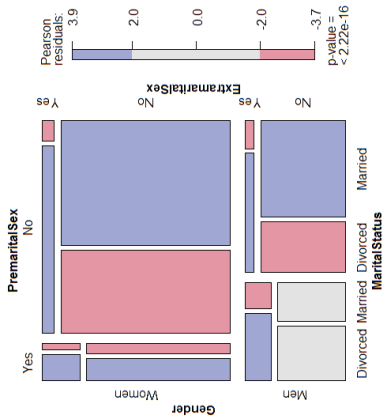 Pearson
residuals:
3.9
2.0
0.0
-2.0
-3.7
p-value =
< 2.22e-16
ExtramaritalSex
Yes
No
Yes
No
PremaritalSex
No
Yes
Married
Divorced
Married
Divorced
MaritalStatus
Women
Men
Gender